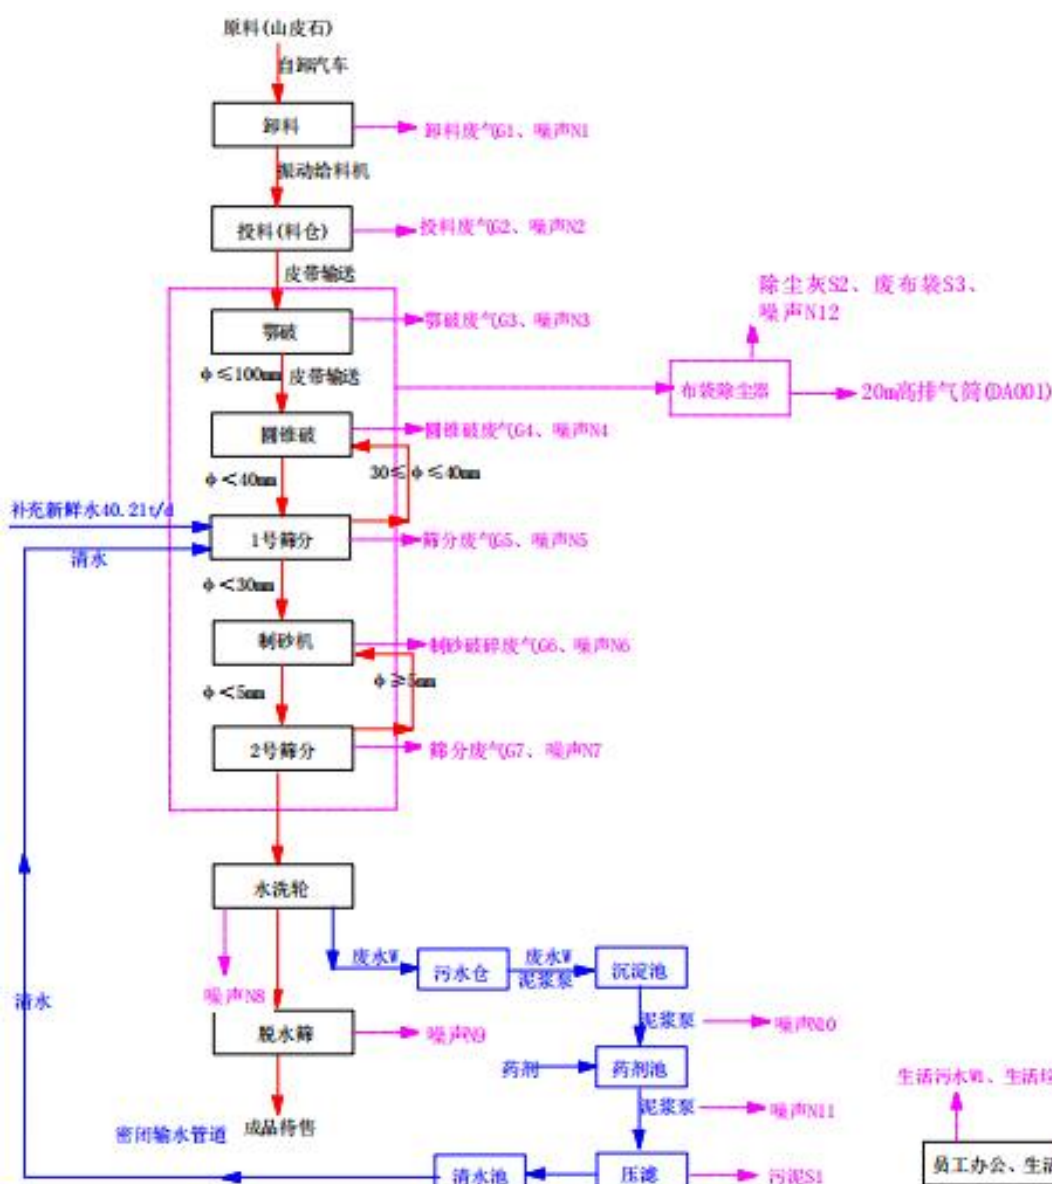 原料(山皮石)
自卸汽车
卸料
卸料废气G1、噪声N1
振动给料机
投料(料仓)
投料废气G2、噪声N2
皮带输送
除尘灰S2、废布袋S3、
噪声N12
鄂破
鄂破废气G3、噪声N3
φ≤100mm 皮带输送
布袋除尘器
20m高排气筒(DA001)
圆锥破
圆锥破废气G4、噪声N4
φ<40mm
30≤φ≤40mm
补充新鲜水40.21t/d
1号筛分
筛分废气G5、噪声N5
清水
φ<30mm
制砂机
制砂破碎废气G6、噪声N6
φ≥5mm
φ<5mm
2号筛分
筛分废气G7、噪声N7
水洗轮
废水W
污水仓
废水W
泥浆泵
沉淀池
清水
噪声N8
脱水筛
噪声N9
泥浆泵
噪声N10
药剂
药剂池
生活污水W1、生活垃
泥浆泵
噪声N11
密闭输水管道
成品待售
清水池
压滤
污泥S1
员工办公、生活